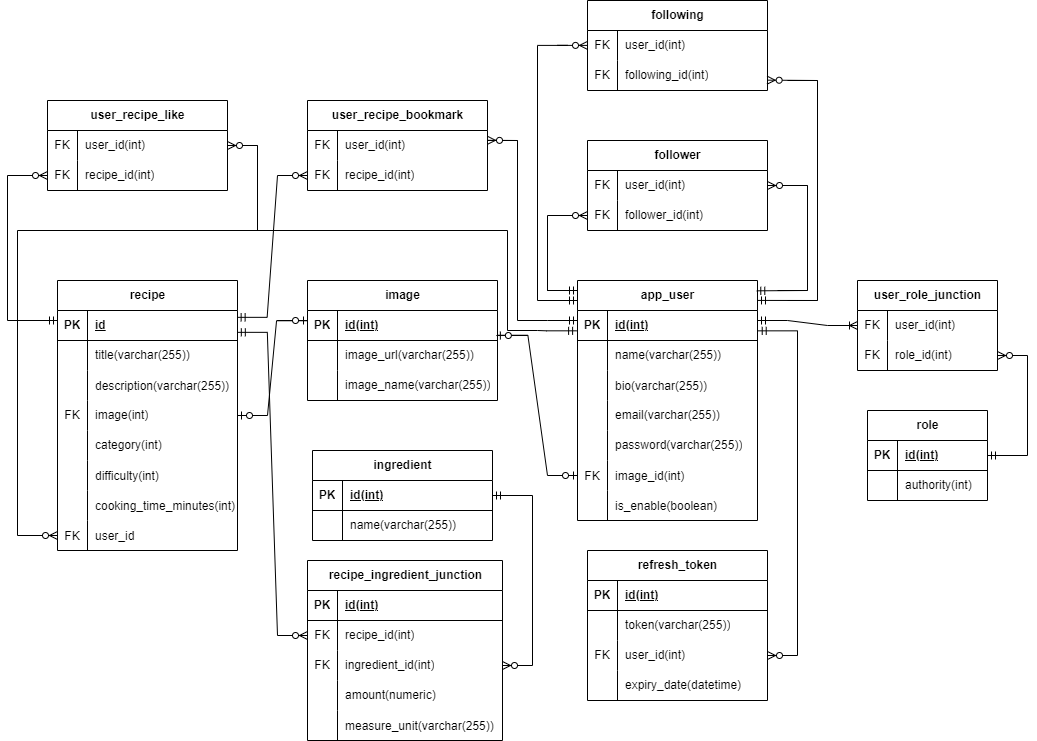 following
FK user_id(int)
FK following_id(int)
user_recipe_like
FK user_id(int)
FK recipe_id(int)
user_recipe_bookmark
FK user_id(int)
FK recipe_id(int)
follower
FK user_id(int)
FK follower_id(int)
recipe
PK id
title(varchar(255))
description(varchar(255))
FK image(int)
category(int)
difficulty(int)
cooking_time_minutes(int)
FK user_id
image
PK id(int)
image_url(varchar(255))
image_name(varchar(255))
ingredient
PK id(int)
name(varchar(255))
recipe_ingredient_junction
PK id(int)
FK recipe_id(int)
FK ingredient_id(int)
amount(numeric)
measure_unit(varchar(255))
app_user
PK id(int)
name(varchar(255))
bio(varchar(255))
email(varchar(255))
password(varchar(255))
FK image_id(int)
is_enable(boolean)
refresh_token
PK id(int)
token(varchar(255))
FK user_id(int)
expiry_date(datetime)
user_role_junction
FK user_id(int)
FK role_id(int)
role
PK id(int)
authority(int)